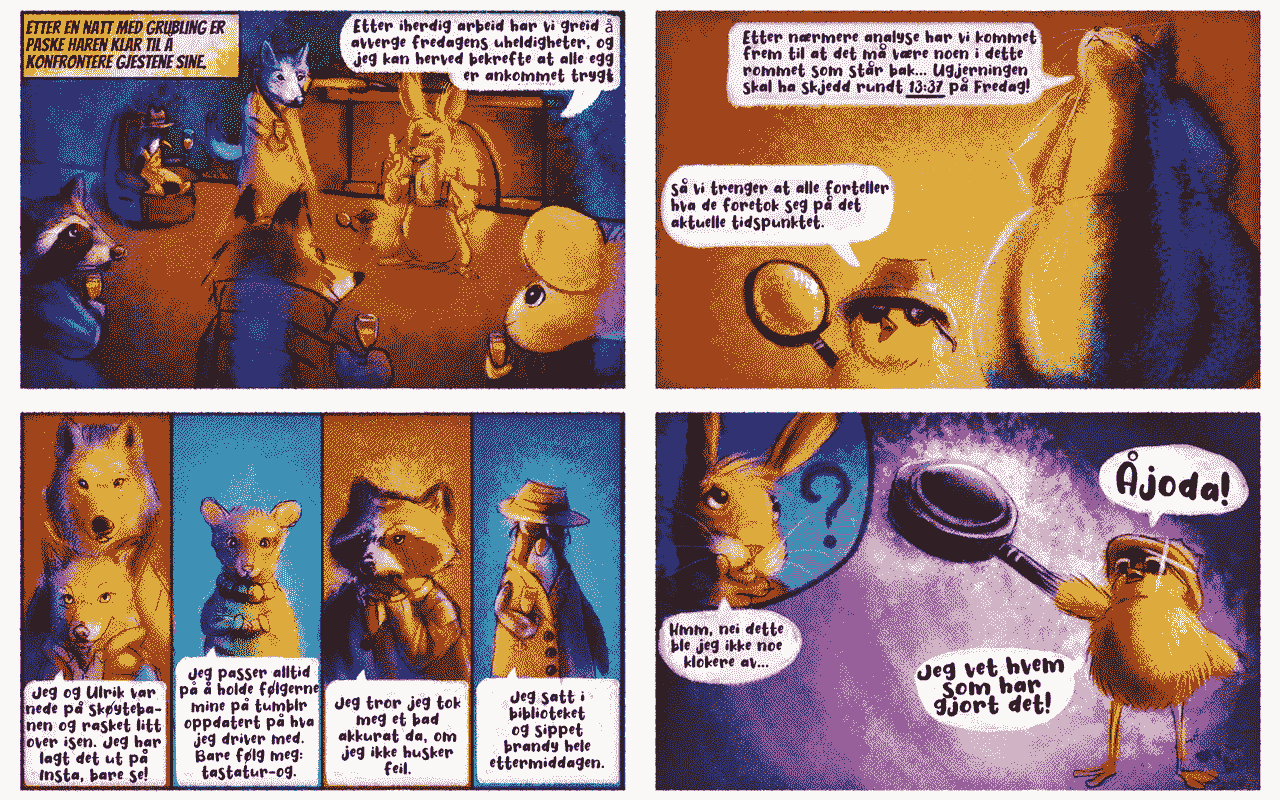 ETTER EN NATT MED GRUBLING ER
PASKE HAREN KLAR TIL Å
KONFRONTERE GJESTENE SINE.
Etter iherdig arbeid har vi greid å
avverge fredagens uheldigheter, og
jeg kan herved bekrefte at alle egg
er ankommet trygt
Etter nærmere analyse har vi kommet
frem til at det må være noen i dette
rommet som står bak... Ugjerningen
skal ha skjedd rundt 13:37 på Fredag!
Så vi trenger at alle forteller
hva de foretok seg på det
aktuelle tidspunktet.
Jeg og Ulrik var
nede på skøyteba-
nen og rasket litt
over isen. Jeg har
lagt det ut på
Insta, bare se!
Jeg passer alltid
på å holde følgerne
mine på tumblr
oppdatert på hva
jeg driver med.
Bare følg meg:
tastatur-og.
Jeg tror jeg tok
meg et bad
akkurat da, om
jeg ikke husker
feil.
Jeg satt i
biblioteket
og sippet
brandy hele
ettermiddagen.
?
Hmm, nei dette
ble jeg ikke noe
klokere av...
Åjoda!
Jeg vet hvem
som har
gjort det!